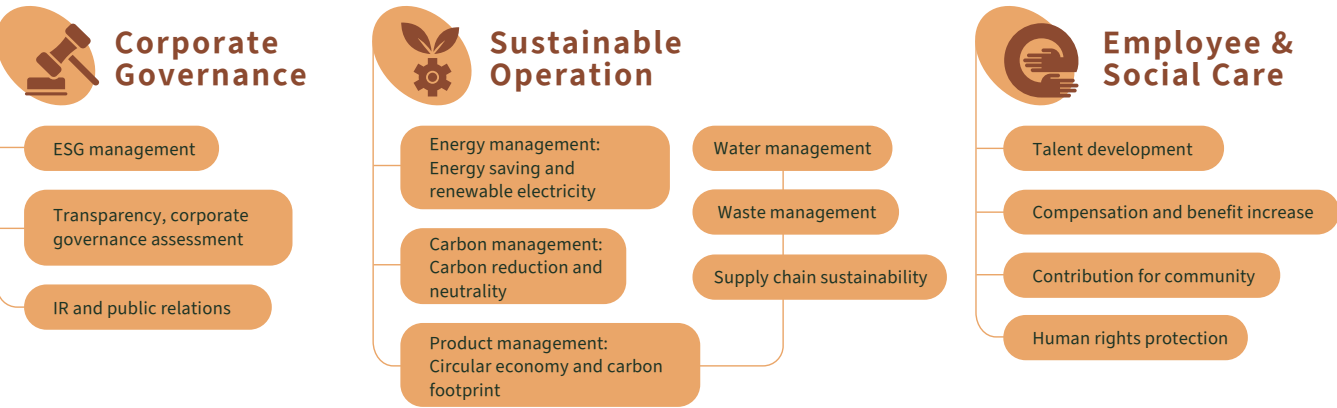 Corporate
Governance
ESG management
Transparency, corporate
governance assessment
IR and public relations
Sustainable
Operation
Energy management:
Energy saving and
renewable electricity
Carbon management:
Carbon reduction and
neutrality
Product management:
Circular economy and carbon
footprint
Water management
Waste management
Supply chain sustainability
Employee &
Social Care
Talent development
Compensation and benefit increase
Contribution for community
Human rights protection